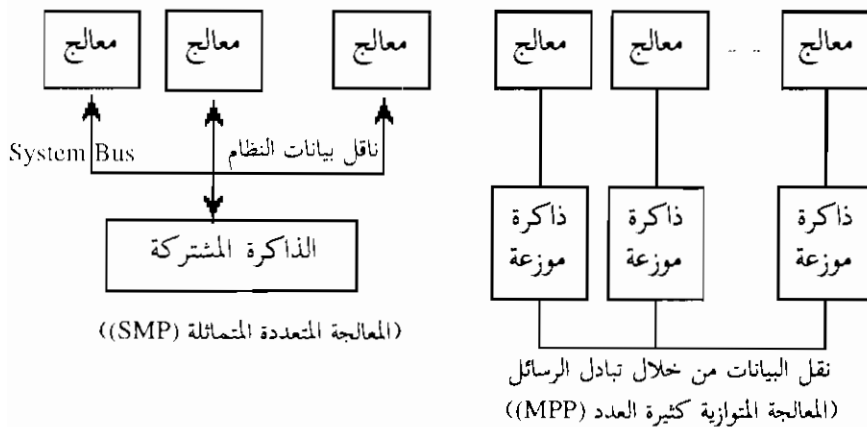 معالج
معالج
معالج
System Bus
ناقل بيانات النظام
الذاكرة المشتركة
(المعالجة المتعددة المتماثلة (SMP))
معالج
معالج
...
معالج
ذاكرة
موزعة
ذاكرة
موزعة
ذاكرة
موزعة
نقل البيانات من خلال تبادل الرسائل
(المعالجة المتوازية كثيرة العدد (MPP))